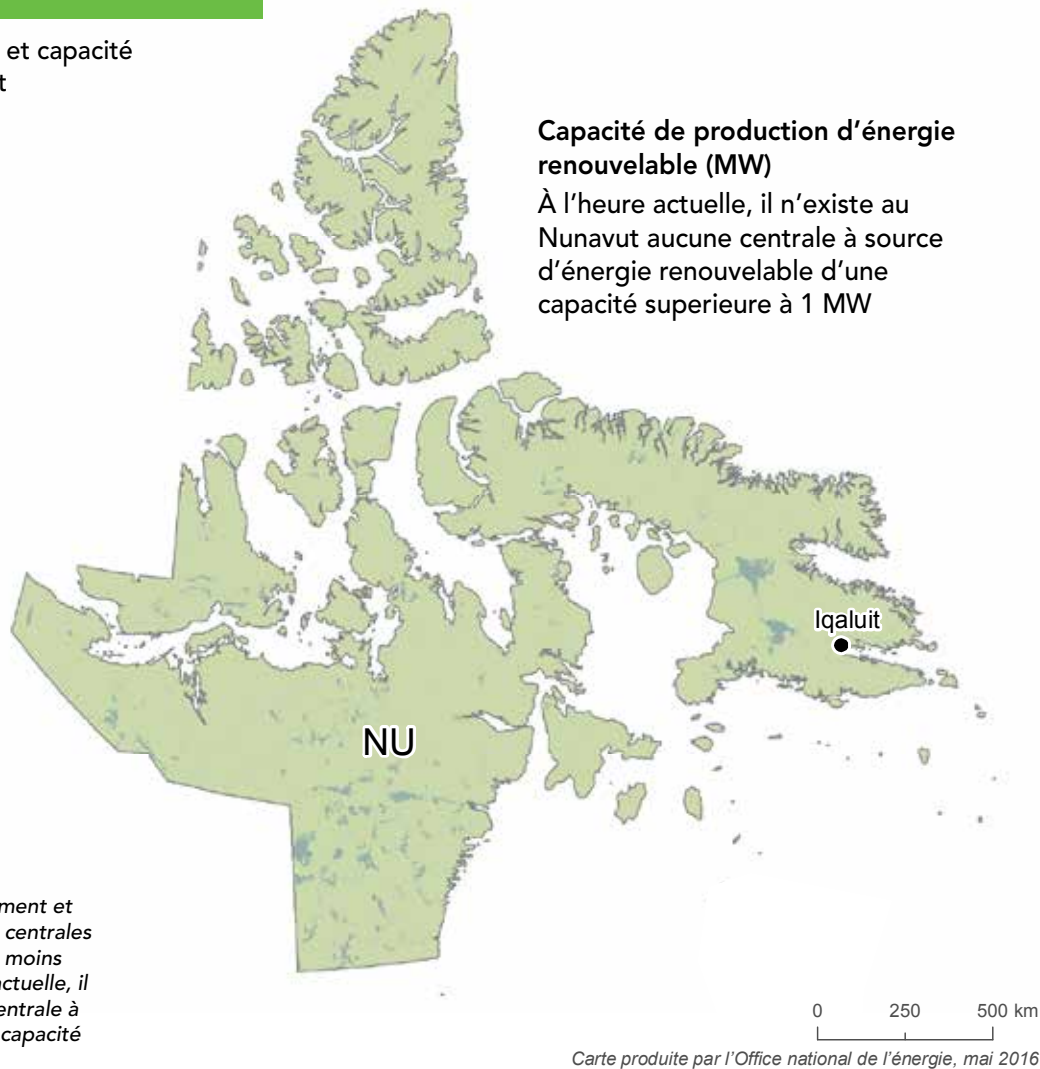 et capacité
t
Capacité de production d’énergie
renouvelable (MW)
À l’heure actuelle, il n’existe au
Nunavut aucune centrale à source
d’énergie renouvelable d’une
capacité superieure à 1 MW
Iqaluit
NU
ment et
centrales
moins
actuelle, il
entrale à
capacité
0 250 500 km
Carte produite par l’Office national de l’énergie, mai 2016